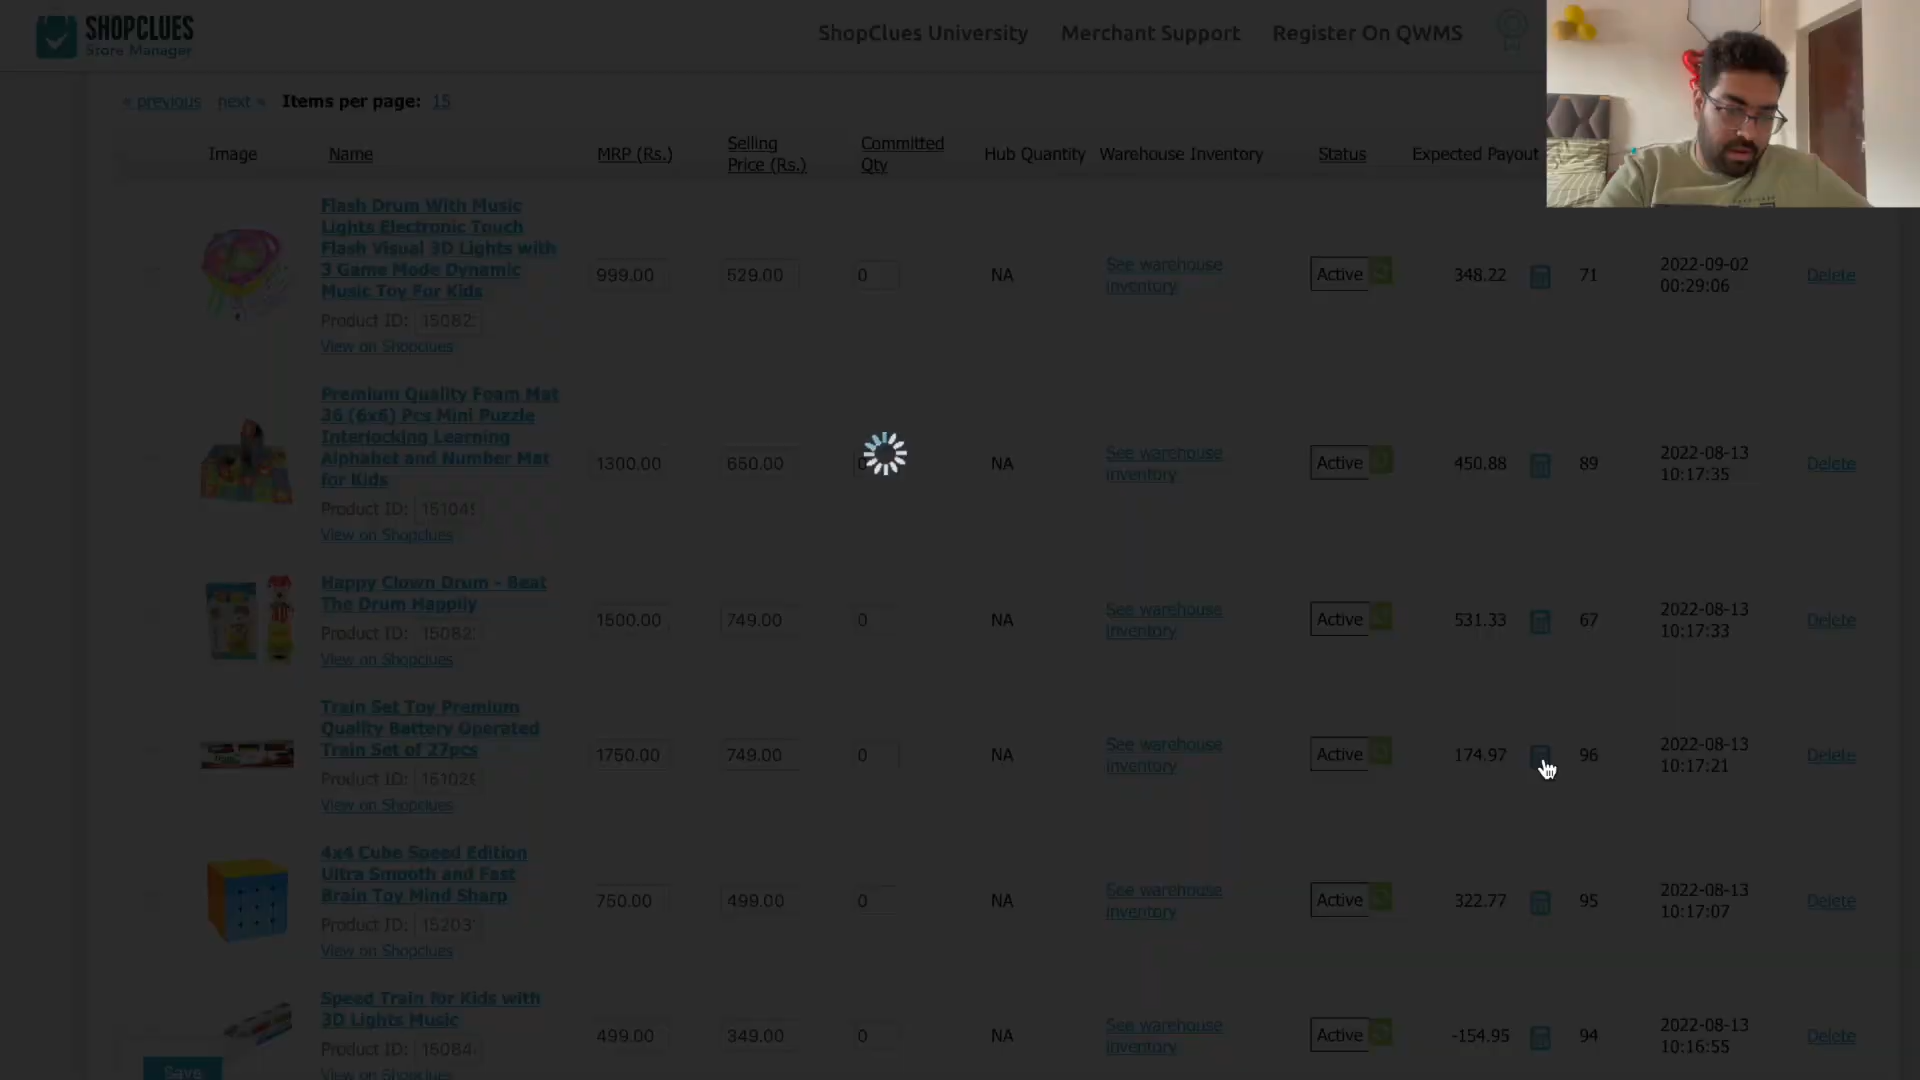 SHOPCLUES
Store Manager
ShopClues University Merchant Support Register On QWMS
« previous next » Items per page: 15
Image Name MRP (Rs.) Selling Price (Rs.) Committed Qty Hub Quantity Warehouse Inventory Status Expected Payout
Flash Drum With Music
Lights Electronic Touch
Flash Visual 3D Lights with
3 Game Mode Dynamic
Music Toy For Kids
Product ID: 15082
View on Shopclues
999.00 529.00 0 NA See warehouse inventory Active 348.22 71 2022-09-02 00:29:06 Delete
Premium Quality Foam Mat
36 (6x6) Pcs Mini Puzzle
Interlocking Learning
Alphabet and Number Mat
for Kids
Product ID: 15104
View on Shopclues
1300.00 650.00 0 NA See warehouse inventory Active 450.88 89 2022-08-13 10:17:35 Delete
Happy Clown Drum - Beat
The Drum Happily
Product ID: 15082
View on Shopclues
1500.00 749.00 0 NA See warehouse inventory Active 531.33 67 2022-08-13 10:17:33 Delete
Train Set Toy Premium
Quality Battery Operated
Train Set of 27pcs
Product ID: 15102
View on Shopclues
1750.00 749.00 0 NA See warehouse inventory Active 174.97 96 2022-08-13 10:17:21 Delete
4x4 Cube Speed Edition
Ultra Smooth and Fast
Brain Toy Mind Sharp
Product ID: 15203
View on Shopclues
750.00 499.00 0 NA See warehouse inventory Active 322.77 95 2022-08-13 10:17:07 Delete
Speed Train for Kids with
3D Lights Music
Product ID: 15084
View on Shopclues
499.00 349.00 0 NA See warehouse inventory Active -154.95 94 2022-08-13 10:16:55 Delete
Save